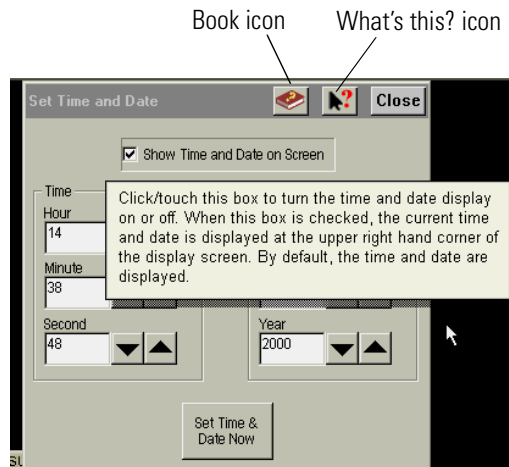 Book icon
What's this? icon
Set Time and Date
Close
Show Time and Date on Screen
Time
Click/touch this box to turn the time and date display
on or off. When this box is checked, the current time
and date is displayed at the upper right hand corner of
the display screen. By default, the time and date are
displayed.
Hour
14
Minute
38
Second
48
Year
2000
Set Time &
Date Now